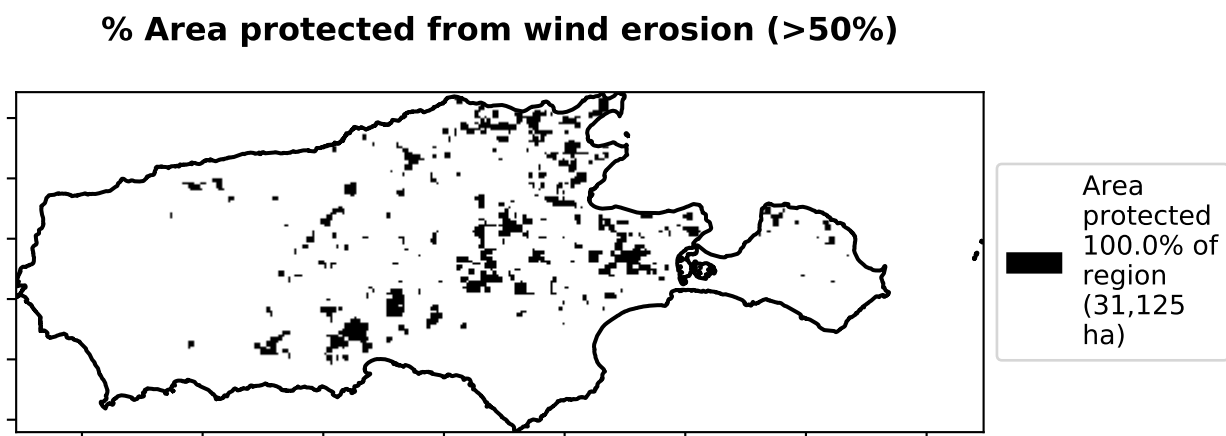 % Area protected from wind erosion (>50%)
Area
protected
100.0% of
region
(31,125
ha)